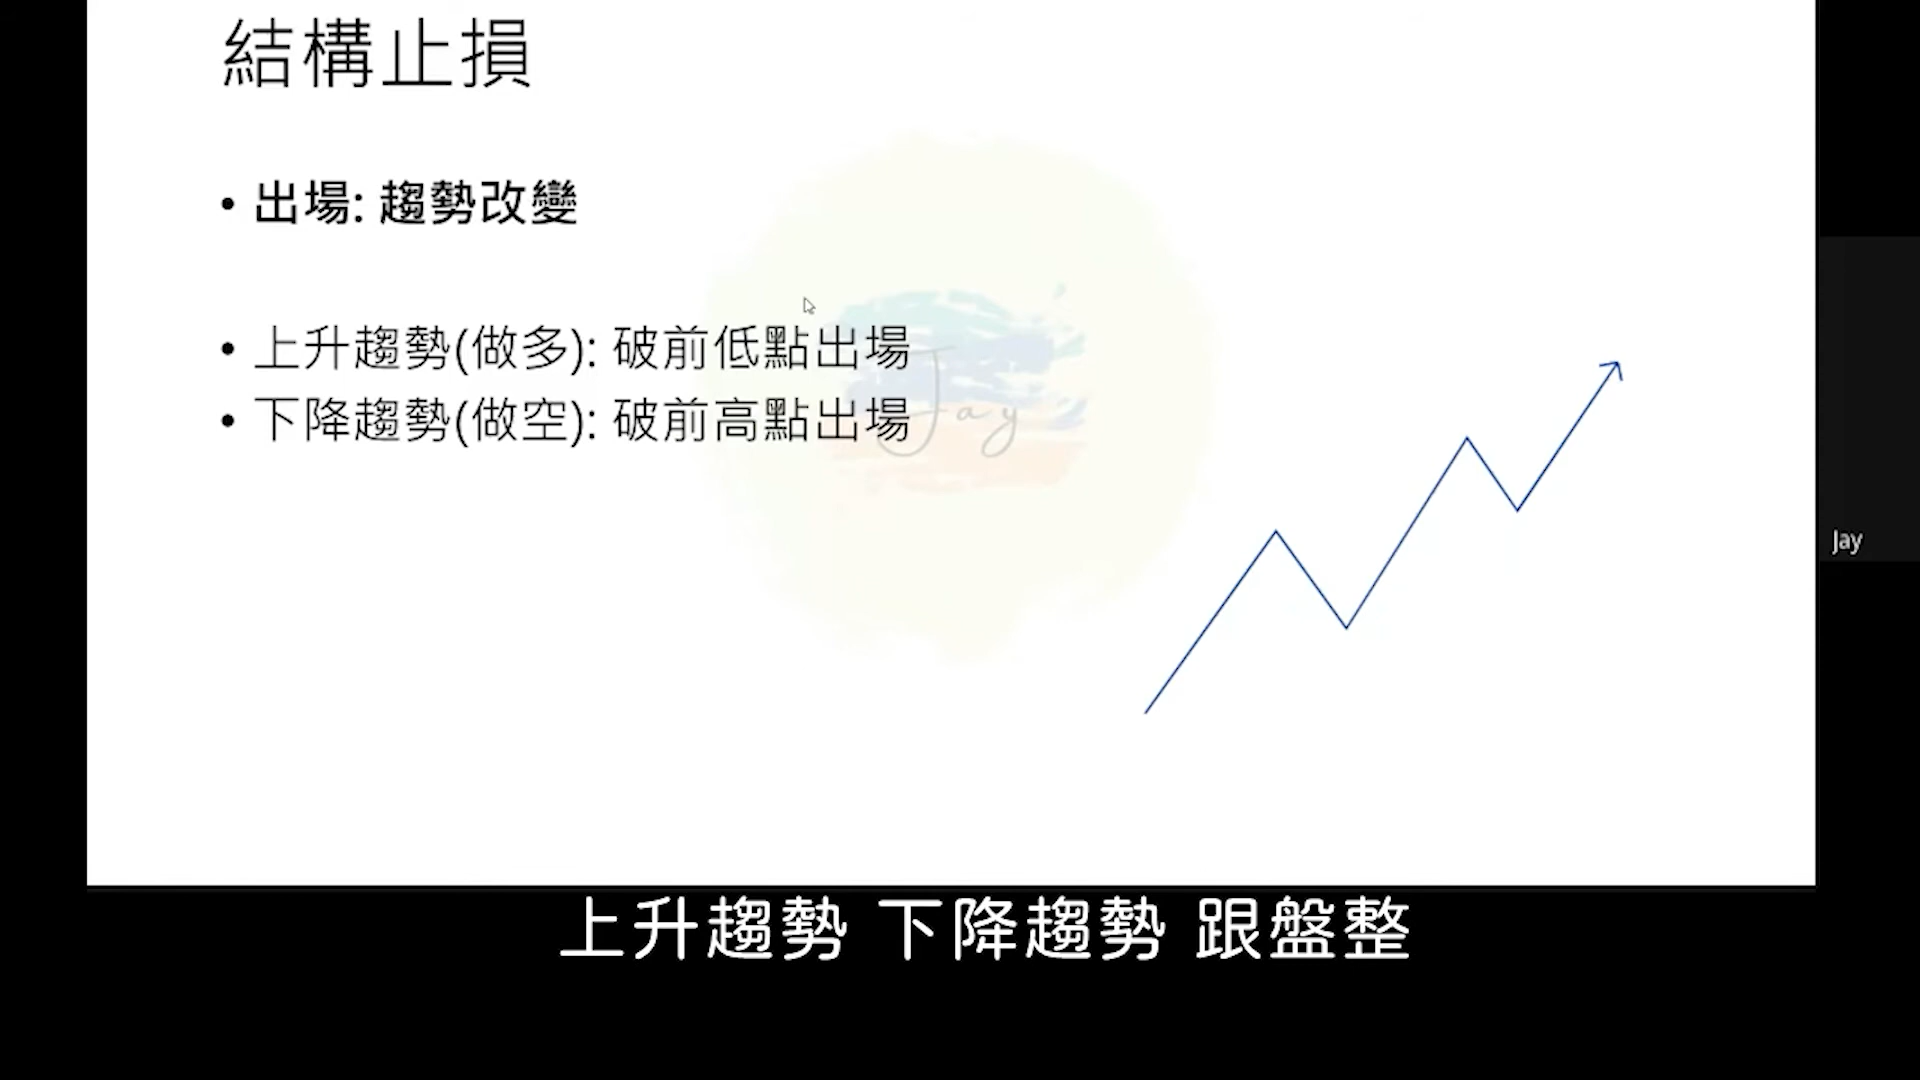 結構止損
• 出場: 趨勢改變
• 上升趨勢(做多): 破前低點出場
• 下降趨勢(做空): 破前高點出場
Jay
Jay
上升趨勢 下降趨勢 跟盤整